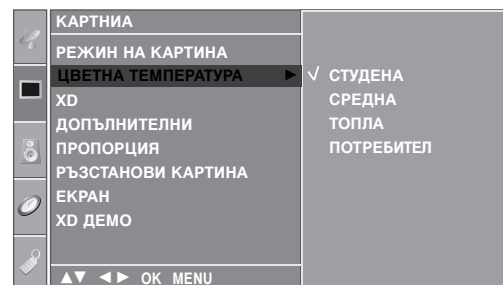 КАРТНИА
РЕЖИН НА КАРТИНА
ЦВЕТНА ТЕМПЕРАТУРА ▶
XD
ДОПЪЛНИТЕЛНИ
ПРОПОРЦИЯ
РЪЗСТАНОВИ КАРТИНА
ЕКРАН
XD ДЕМО
▲▼ ◀▶ OK MENU
√ СТУДЕНА
СРЕДНА
ТОПЛА
ПОТРЕБИТЕЛ